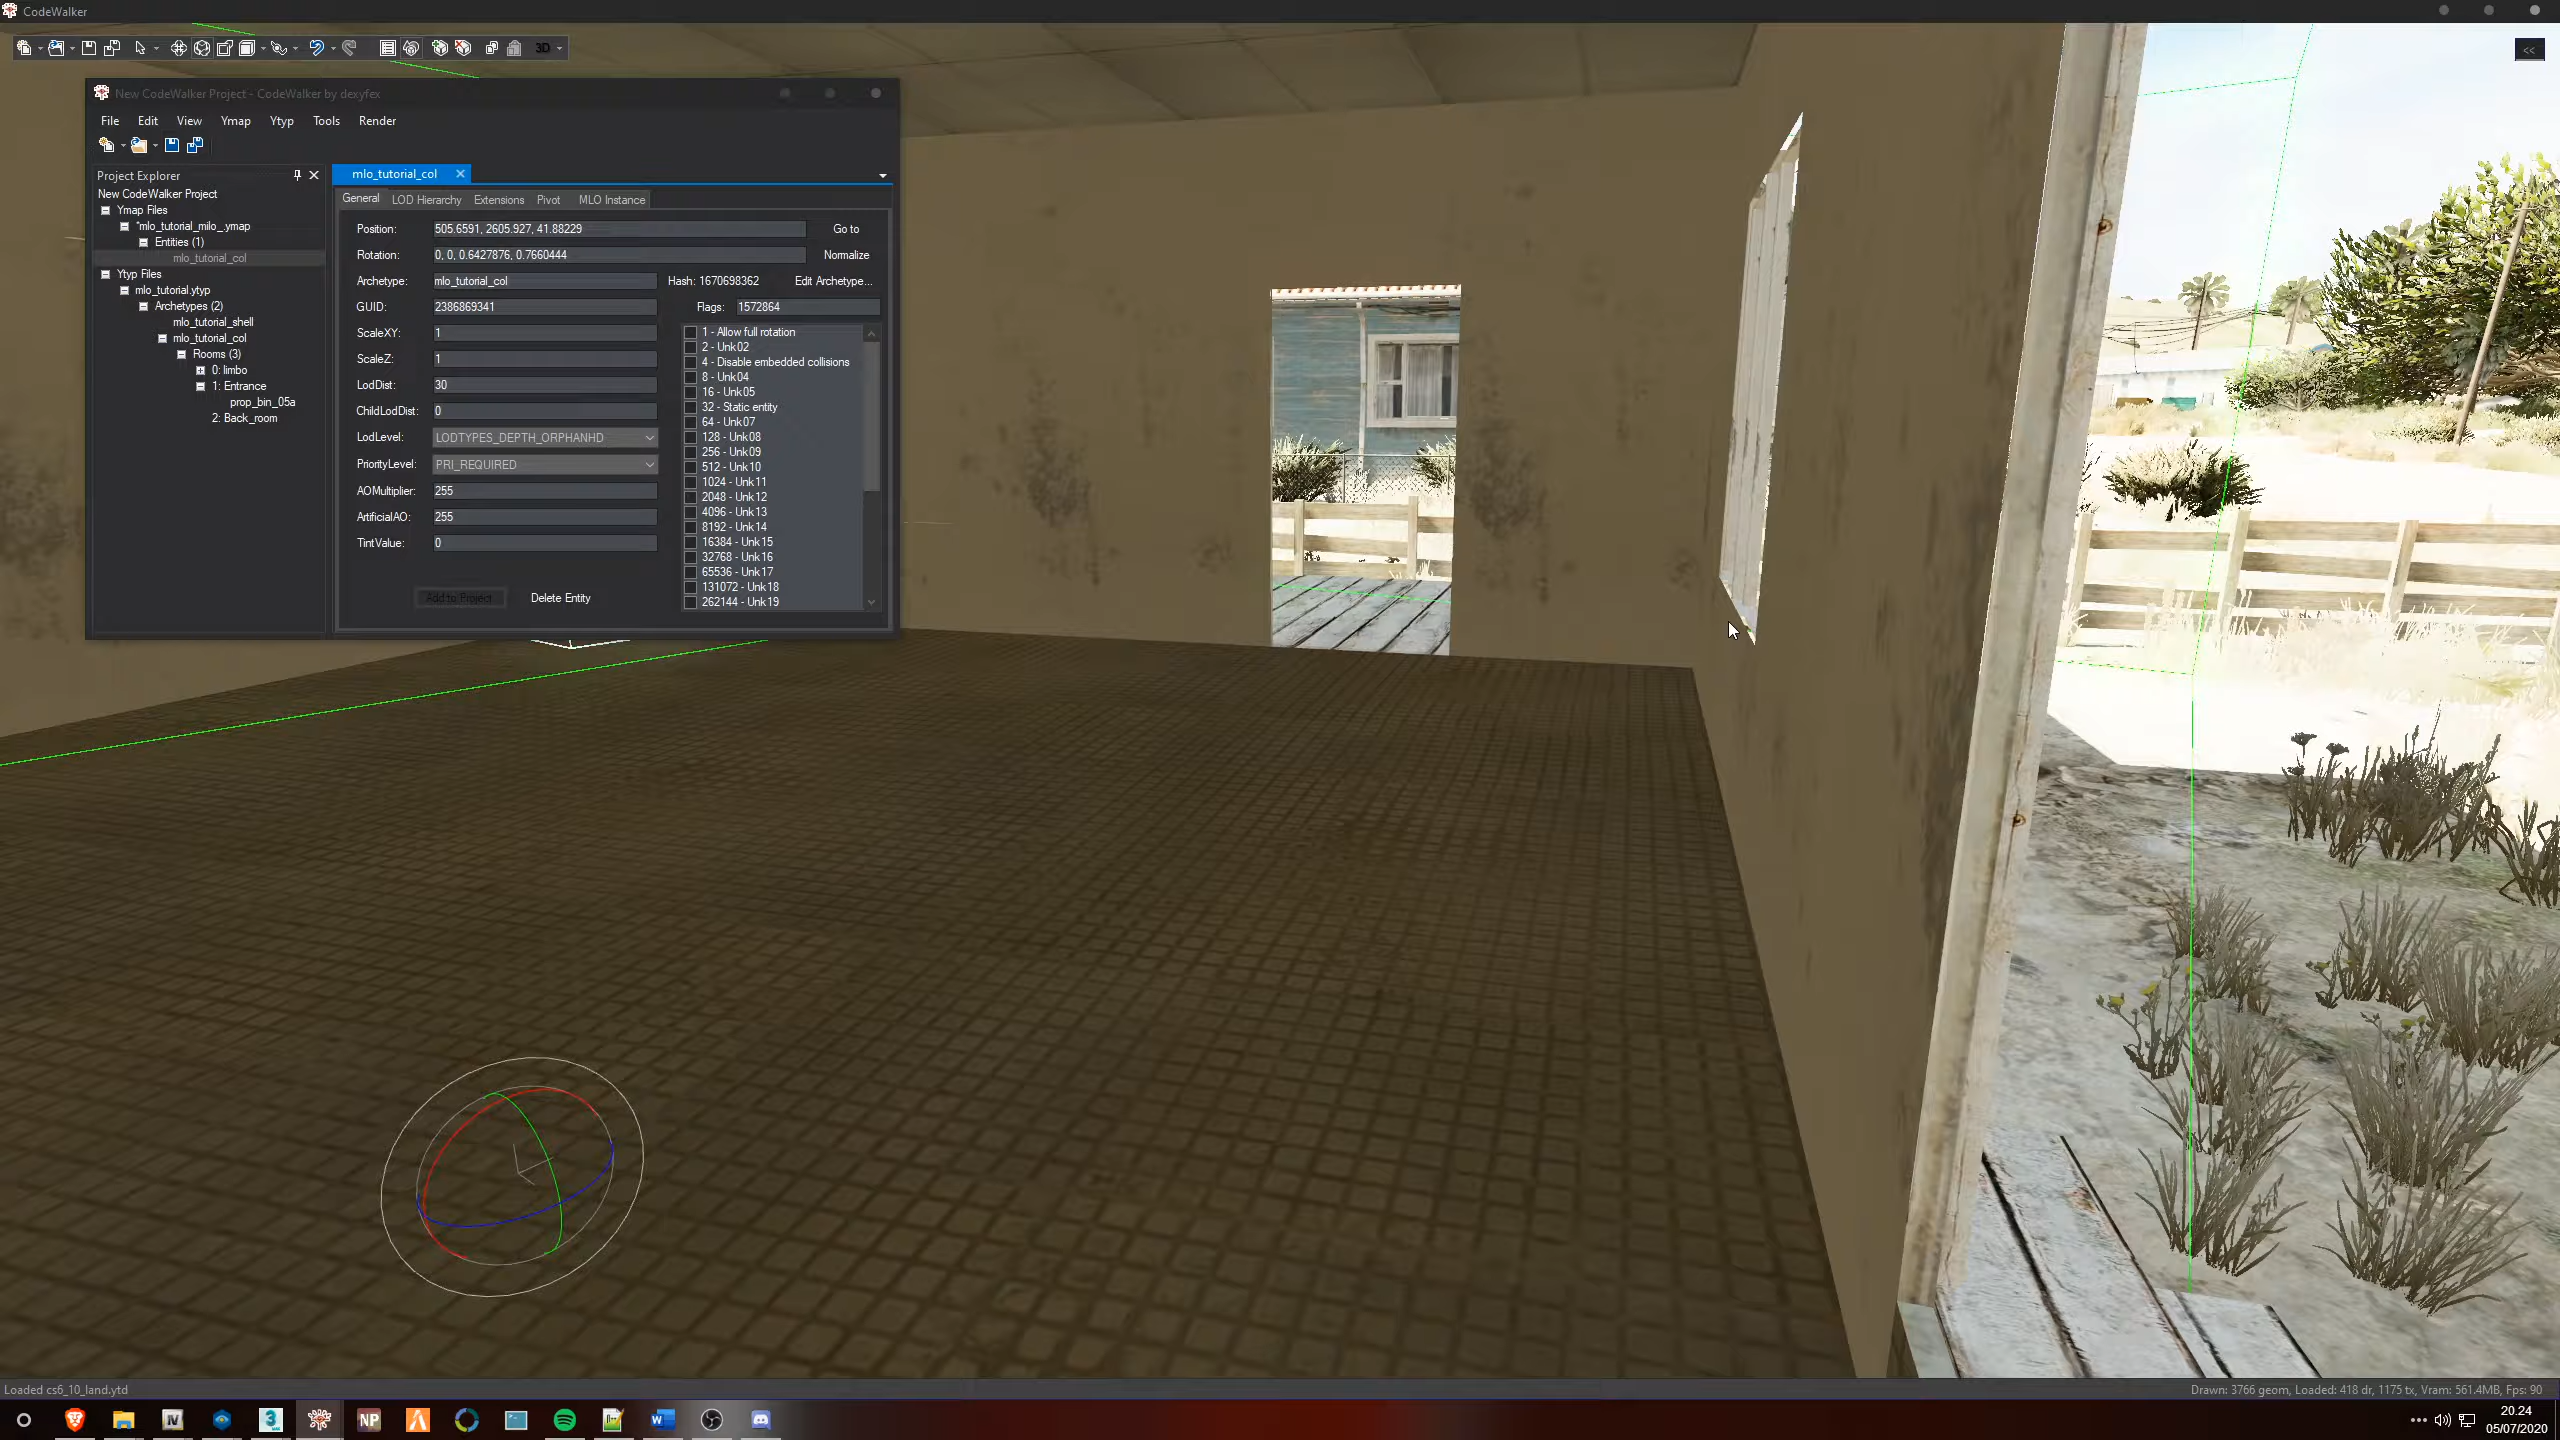 CodeWalker
3D
<<
New CodeWalker Project - CodeWalker by dexyfex
File Edit View Ymap Ytyp Tools Render
Project Explorer
New CodeWalker Project
Ymap Files
*mlo_tutorial_milo_.ymap
Entities (1)
mlo_tutorial_col
Ytyp Files
mlo_tutorial.ytyp
Archetypes (2)
mlo_tutorial_shell
mlo_tutorial_col
Rooms (3)
0: limbo
1: Entrance
prop_bin_05a
2: Back_room
mlo_tutorial_col
General LOD Hierarchy Extensions Pivot MLO Instance
Position: 505.6591, 2605.927, 41.88229 Go to
Rotation: 0, 0, 0.6427876, 0.7660444 Normalize
Archetype: mlo_tutorial_col Hash: 1670698362 Edit Archetype...
GUID: 2386869341 Flags: 1572864
ScaleXY: 1
ScaleZ: 1
LodDist: 30
ChildLodDist: 0
LodLevel: LODTYPES_DEPTH_ORPHANHD
PriorityLevel: PRI_REQUIRED
AOMultiplier: 255
ArtificialAO: 255
TintValue: 0
1 - Allow full rotation
2 - Unk02
4 - Disable embedded collisions
8 - Unk04
16 - Unk05
32 - Static entity
64 - Unk07
128 - Unk08
256 - Unk09
512 - Unk10
1024 - Unk11
2048 - Unk12
4096 - Unk13
8192 - Unk14
16384 - Unk15
32768 - Unk16
65536 - Unk17
131072 - Unk18
262144 - Unk19
Add to Project Delete Entity
Loaded cs6_10_land.ytd
Drawn: 3766 geom, Loaded: 418 dr, 1175 tx, Vram: 561.4MB, Fps: 90
IV
3
NP
W
20.24
05/07/2020